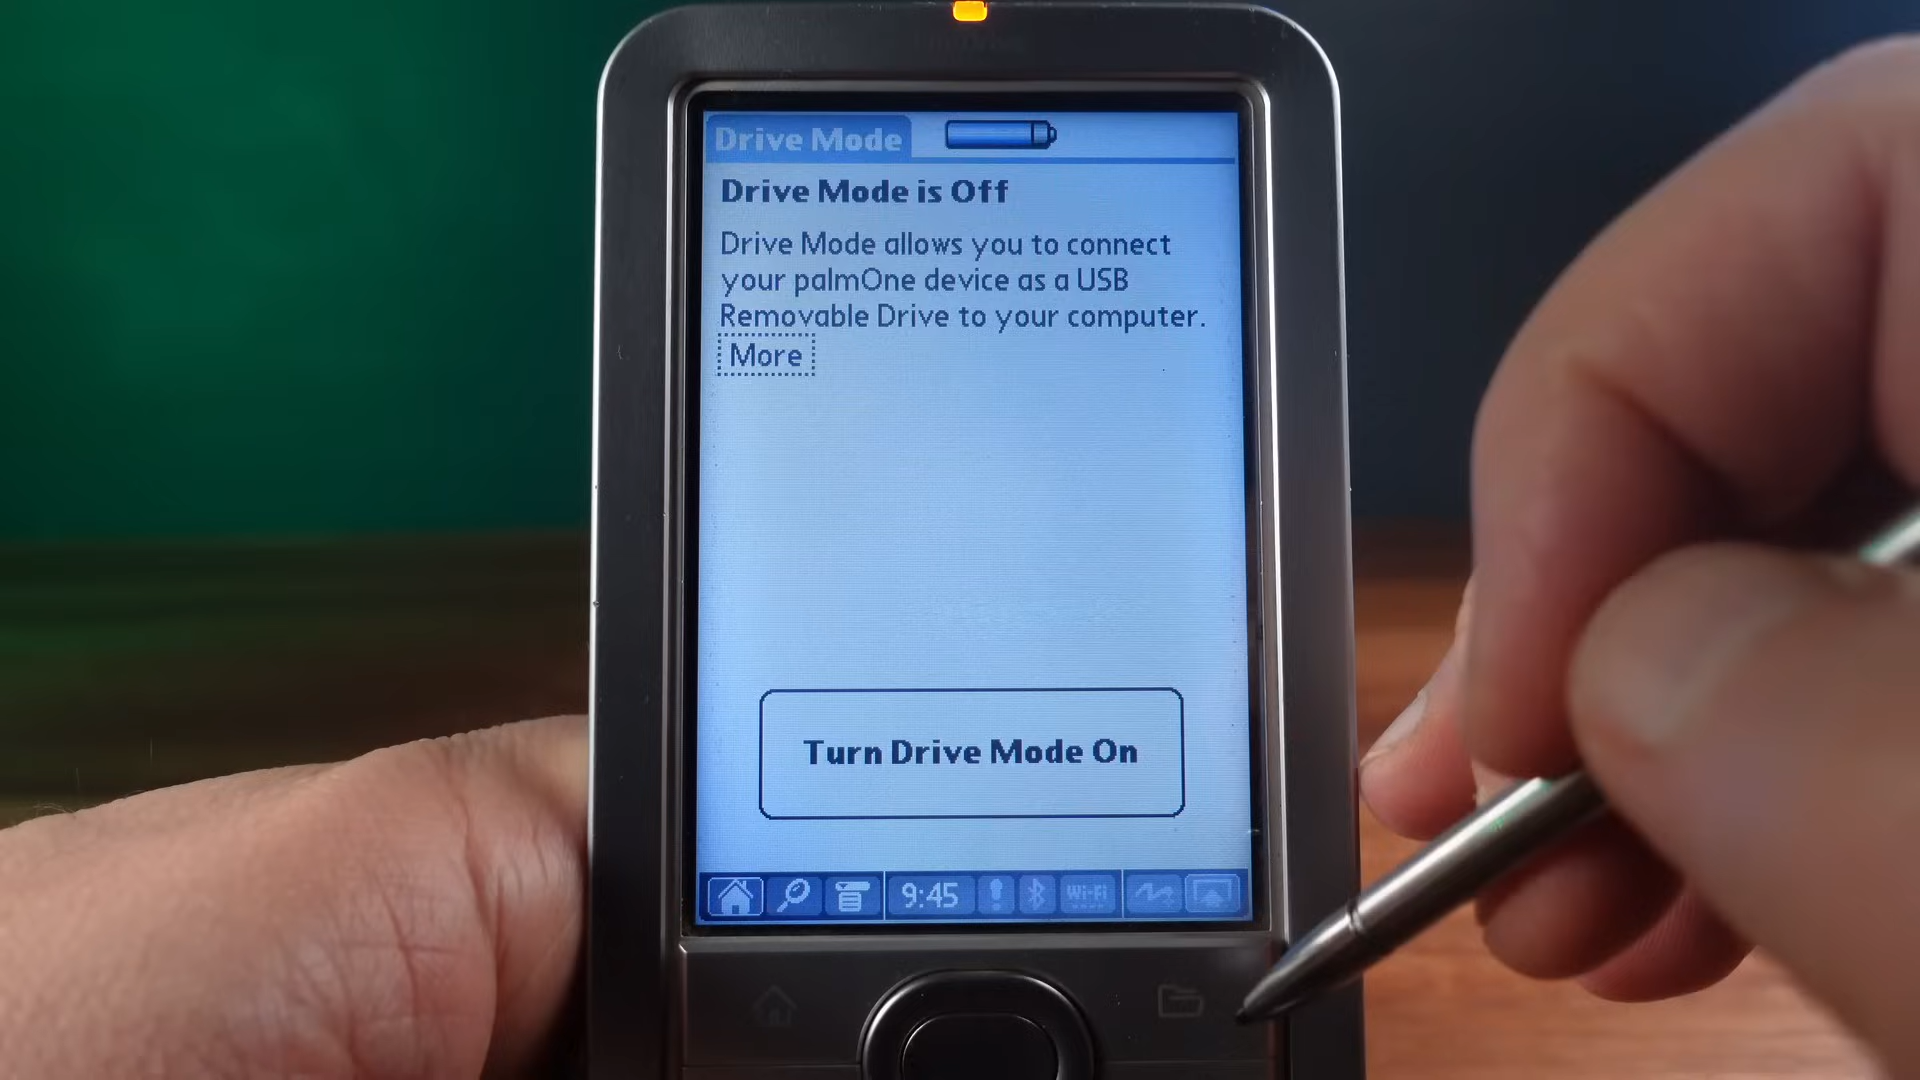 Drive Mode
Drive Mode is Off
Drive Mode allows you to connect
your palmOne device as a USB
Removable Drive to your computer.
More
Turn Drive Mode On
9:45
Wi-Fi